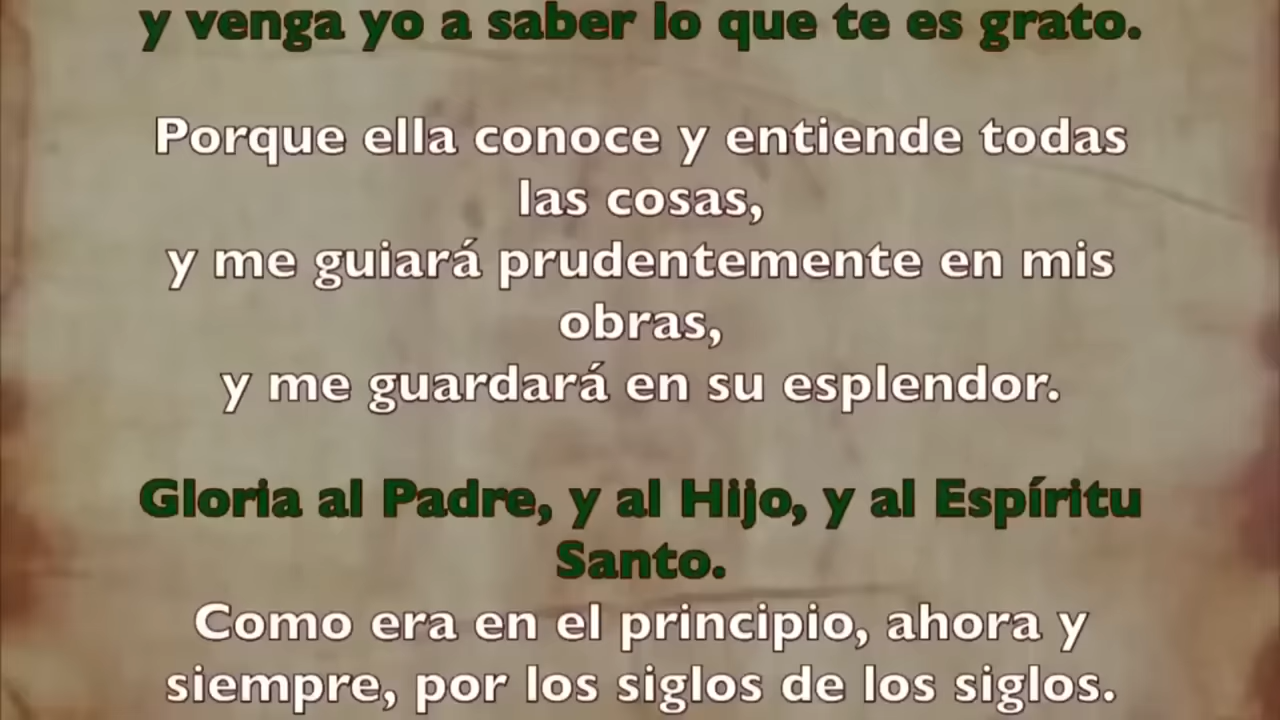 y venga yo a saber lo que te es grato.
Porque ella conoce y entiende todas
las cosas,
y me guiará prudentemente en mis
obras,
y me guardará en su esplendor.
Gloria al Padre, y al Hijo, y al Espíritu
Santo.
Como era en el principio, ahora y
siempre, por los siglos de los siglos.